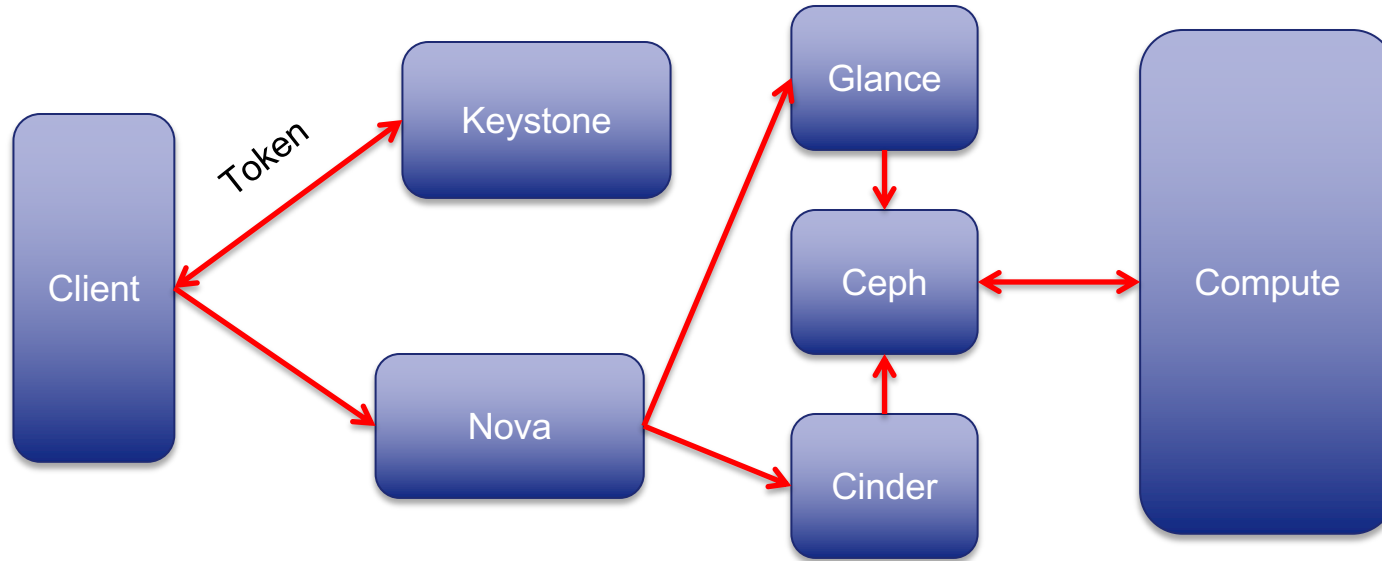 Client
Token
Keystone
Nova
Glance
Ceph
Cinder
Compute